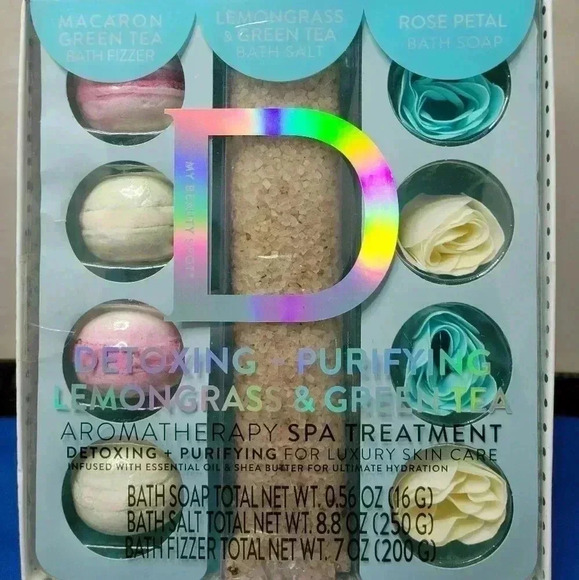 MACARON
GREEN TEA
BATH FIZZER
LEMONGRASS
& GREEN TEA
BATH SALT
ROSE PETAL
BATH SOAP
D
MY BEAUTY SPOT
DETOXING + PURIFYING
LEMONGRASS & GREEN TEA
AROMATHERAPY SPA TREATMENT
DETOXING + PURIFYING FOR LUXURY SKIN CARE
INFUSED WITH ESSENTIAL OIL & SHEA BUTTER FOR ULTIMATE HYDRATION
BATH SOAP TOTAL NET WT. 0.56 OZ (16 G)
BATH SALT TOTAL NET WT. 8.8 OZ (250 G)
BATH FIZZER TOTAL NET WT. 7 OZ (200 G)